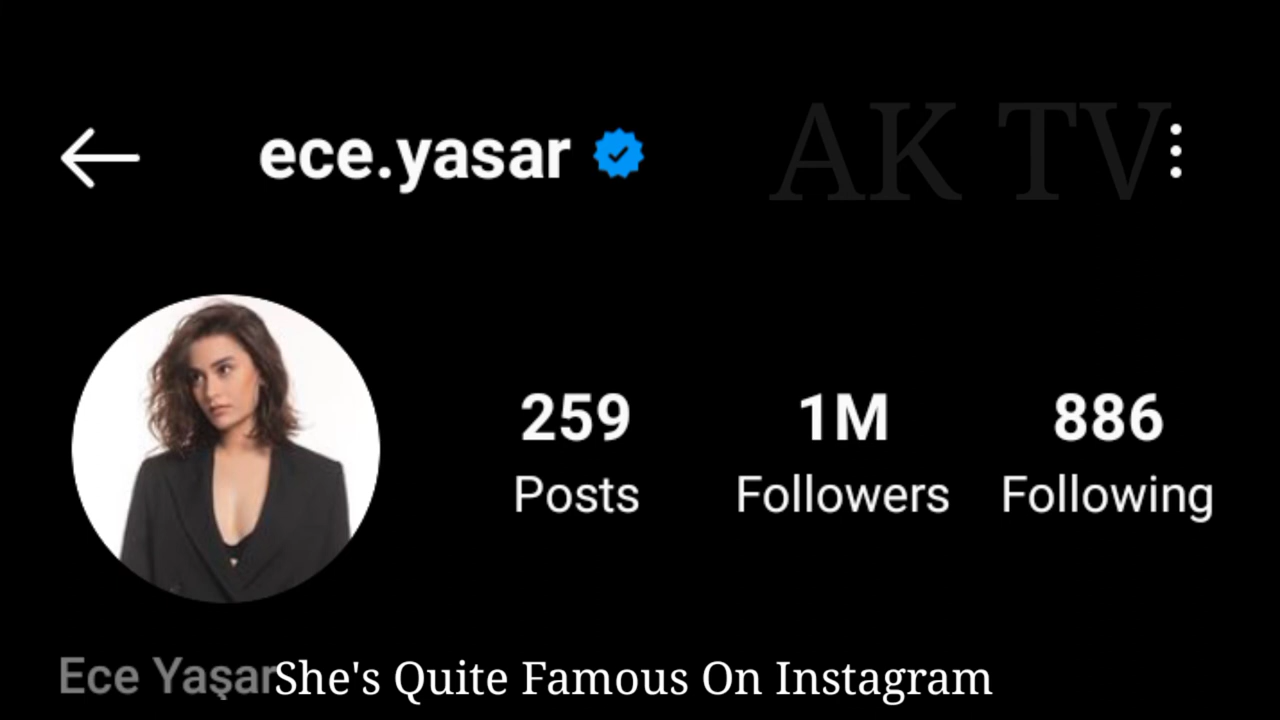 AK TV
ece.yasar
259 1M 886
Posts Followers Following
Ece Yaşar
She's Quite Famous On Instagram